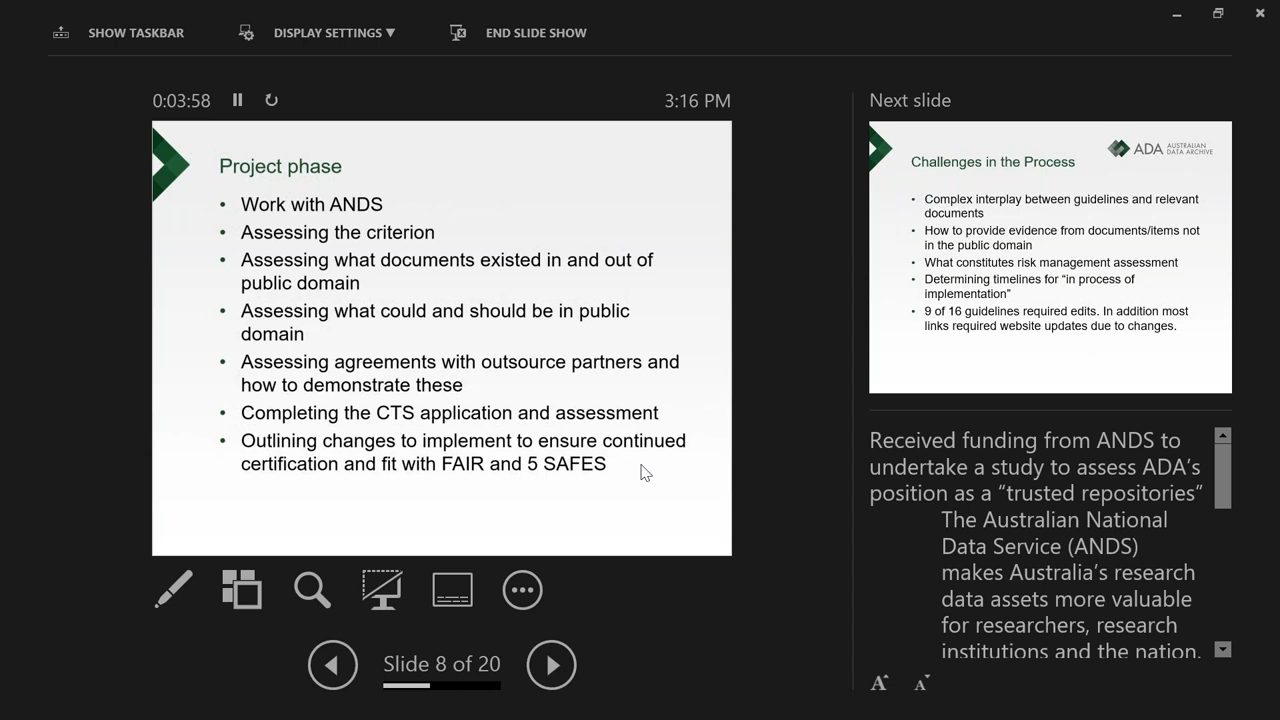 SHOW TASKBAR
DISPLAY SETTINGS ▼
END SLIDE SHOW
0:03:58
3:16 PM
Project phase
• Work with ANDS
• Assessing the criterion
• Assessing what documents existed in and out of
public domain
• Assessing what could and should be in public
domain
• Assessing agreements with outsource partners and
how to demonstrate these
• Completing the CTS application and assessment
• Outlining changes to implement to ensure continued
certification and fit with FAIR and 5 SAFES
Slide 8 of 20
Next slide
ADA AUSTRALIAN
DATA ARCHIVE
Challenges in the Process
• Complex interplay between guidelines and relevant
documents
• How to provide evidence from documents/items not
in the public domain
• What constitutes risk management assessment
• Determining timelines for “in process of
implementation”
• 9 of 16 guidelines required edits. In addition most
links required website updates due to changes.
Received funding from ANDS to
undertake a study to assess ADA’s
position as a “trusted repositories”
The Australian National
Data Service (ANDS)
makes Australia’s research
data assets more valuable
for researchers, research
institutions and the nation.
A A